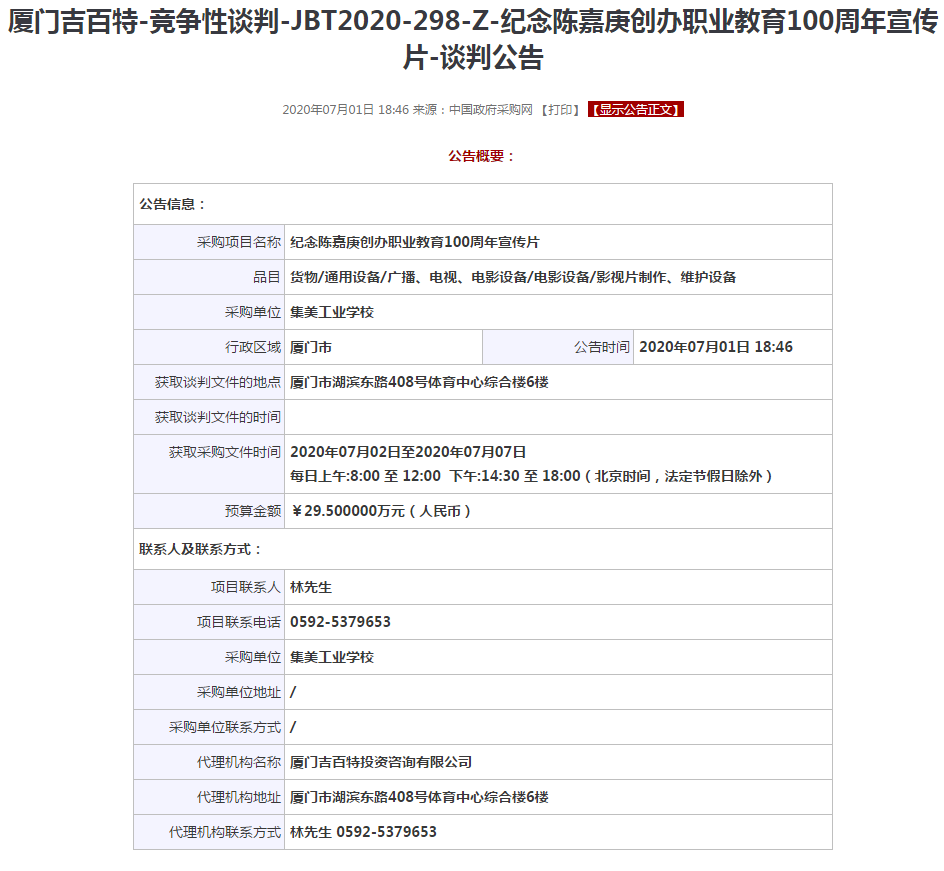 厦门吉百特-竞争性谈判-JBT2020-298-Z-纪念陈嘉庚创办职业教育100周年宣传
片-谈判公告
2020年07月01日 18:46 来源：中国政府采购网 【打印】 【显示公告正文】
公告概要：
公告信息：
采购项目名称 纪念陈嘉庚创办职业教育100周年宣传片
品目 货物/通用设备/广播、电视、电影设备/电影设备/影视片制作、维护设备
采购单位 集美工业学校
行政区域 厦门市 公告时间 2020年07月01日 18:46
获取谈判文件的地点 厦门市湖滨东路408号体育中心综合楼6楼
获取谈判文件的时间
获取采购文件时间 2020年07月02日至2020年07月07日
每日上午:8:00 至 12:00 下午:14:30 至 18:00（北京时间，法定节假日除外）
预算金额 ￥29.500000万元（人民币）
联系人及联系方式：
项目联系人 林先生
项目联系电话 0592-5379653
采购单位 集美工业学校
采购单位地址 /
采购单位联系方式 /
代理机构名称 厦门吉百特投资咨询有限公司
代理机构地址 厦门市湖滨东路408号体育中心综合楼6楼
代理机构联系方式 林先生 0592-5379653